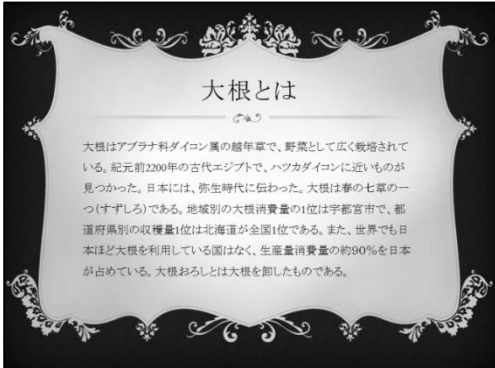 大根とは
大根はアブラナ科ダイコン属の越年草で、野菜として広く栽培されて
いる。紀元前2200年の古代エジプトで、ハツカダイコンに近いものが
見つかった。日本には、弥生時代に伝わった。大根は春の七草の一
つ(すずしろ)である。地域別の大根消費量の1位は宇都宮市で、都
道府県別の収穫量1位は北海道が全国1位である。また、世界でも日
本ほど大根を利用している国はなく、生産量消費量の約90%を日本
が占めている。大根おろしとは大根を卸したものである。